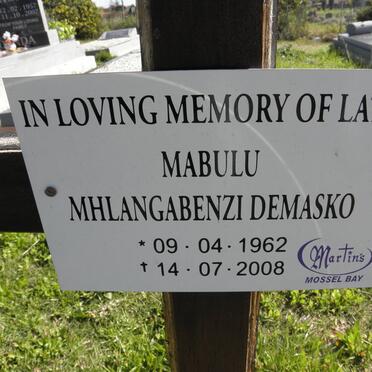 IN LOVING MEMORY OF LA
MABULU
MHLANGABENZI DEMASKO
* 09 · 04 · 1962
† 14 · 07 · 2008
Martin's
MOSSEL BAY